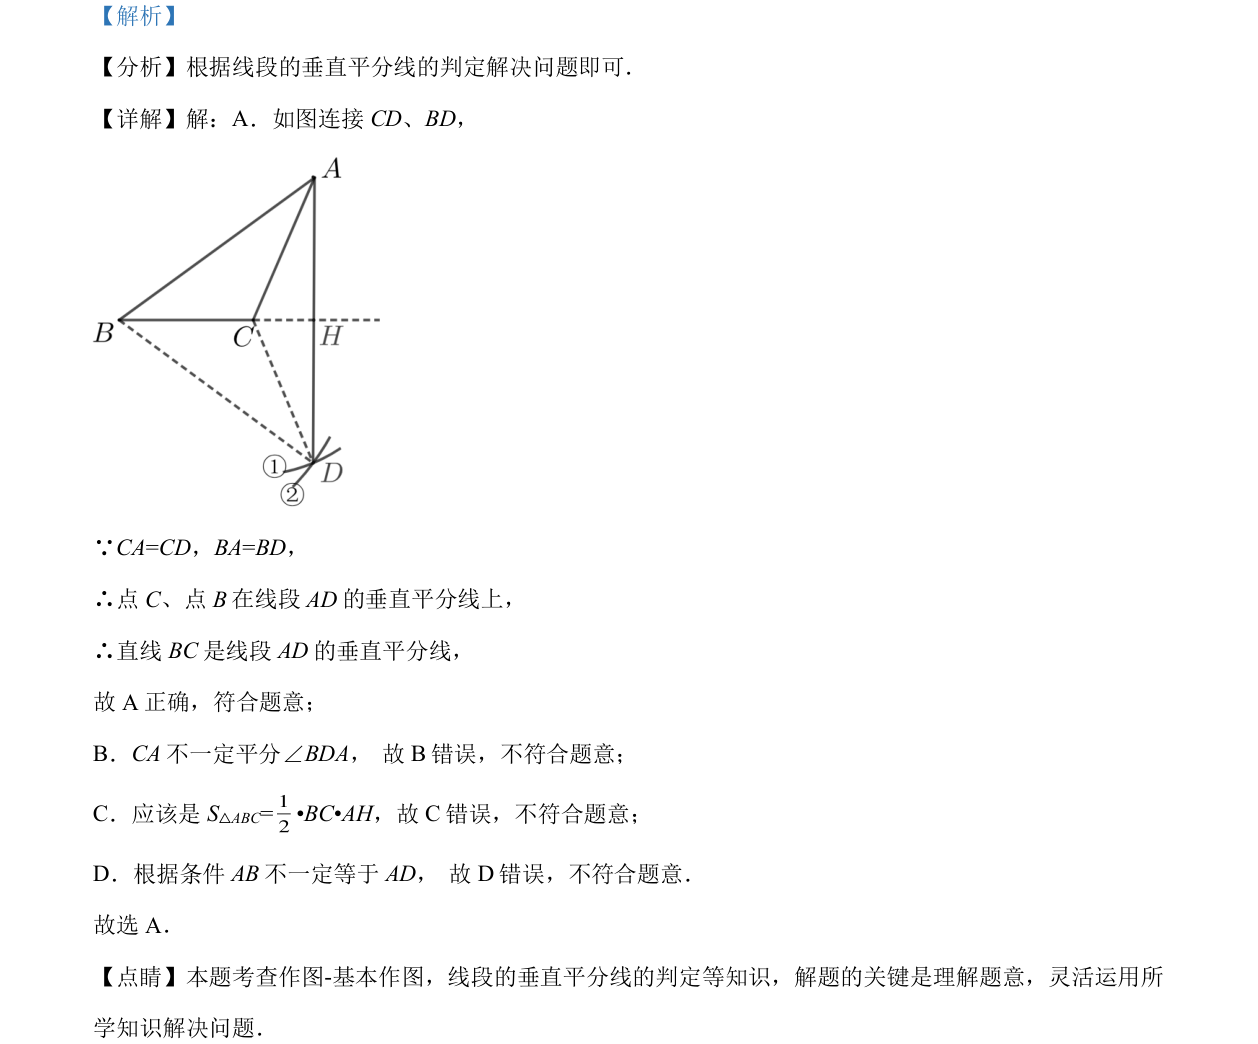 【解析】
【分析】根据线段的垂直平分线的判定解决问题即可.
【详解】解：A．如图连接 CD、BD，
A
B
C
H
① D
②
∵CA=CD，BA=BD，
∴点 C、点 B 在线段 AD 的垂直平分线上，
∴直线 BC 是线段 AD 的垂直平分线，
故 A 正确，符合题意；
B．CA 不一定平分∠BDA， 故 B 错误，不符合题意；
C．应该是 S△ABC=1/2•BC•AH，故 C 错误，不符合题意；
D．根据条件 AB 不一定等于 AD， 故 D 错误，不符合题意．
故选 A．
【点睛】本题考查作图-基本作图，线段的垂直平分线的判定等知识，解题的关键是理解题意，灵活运用所
学知识解决问题．